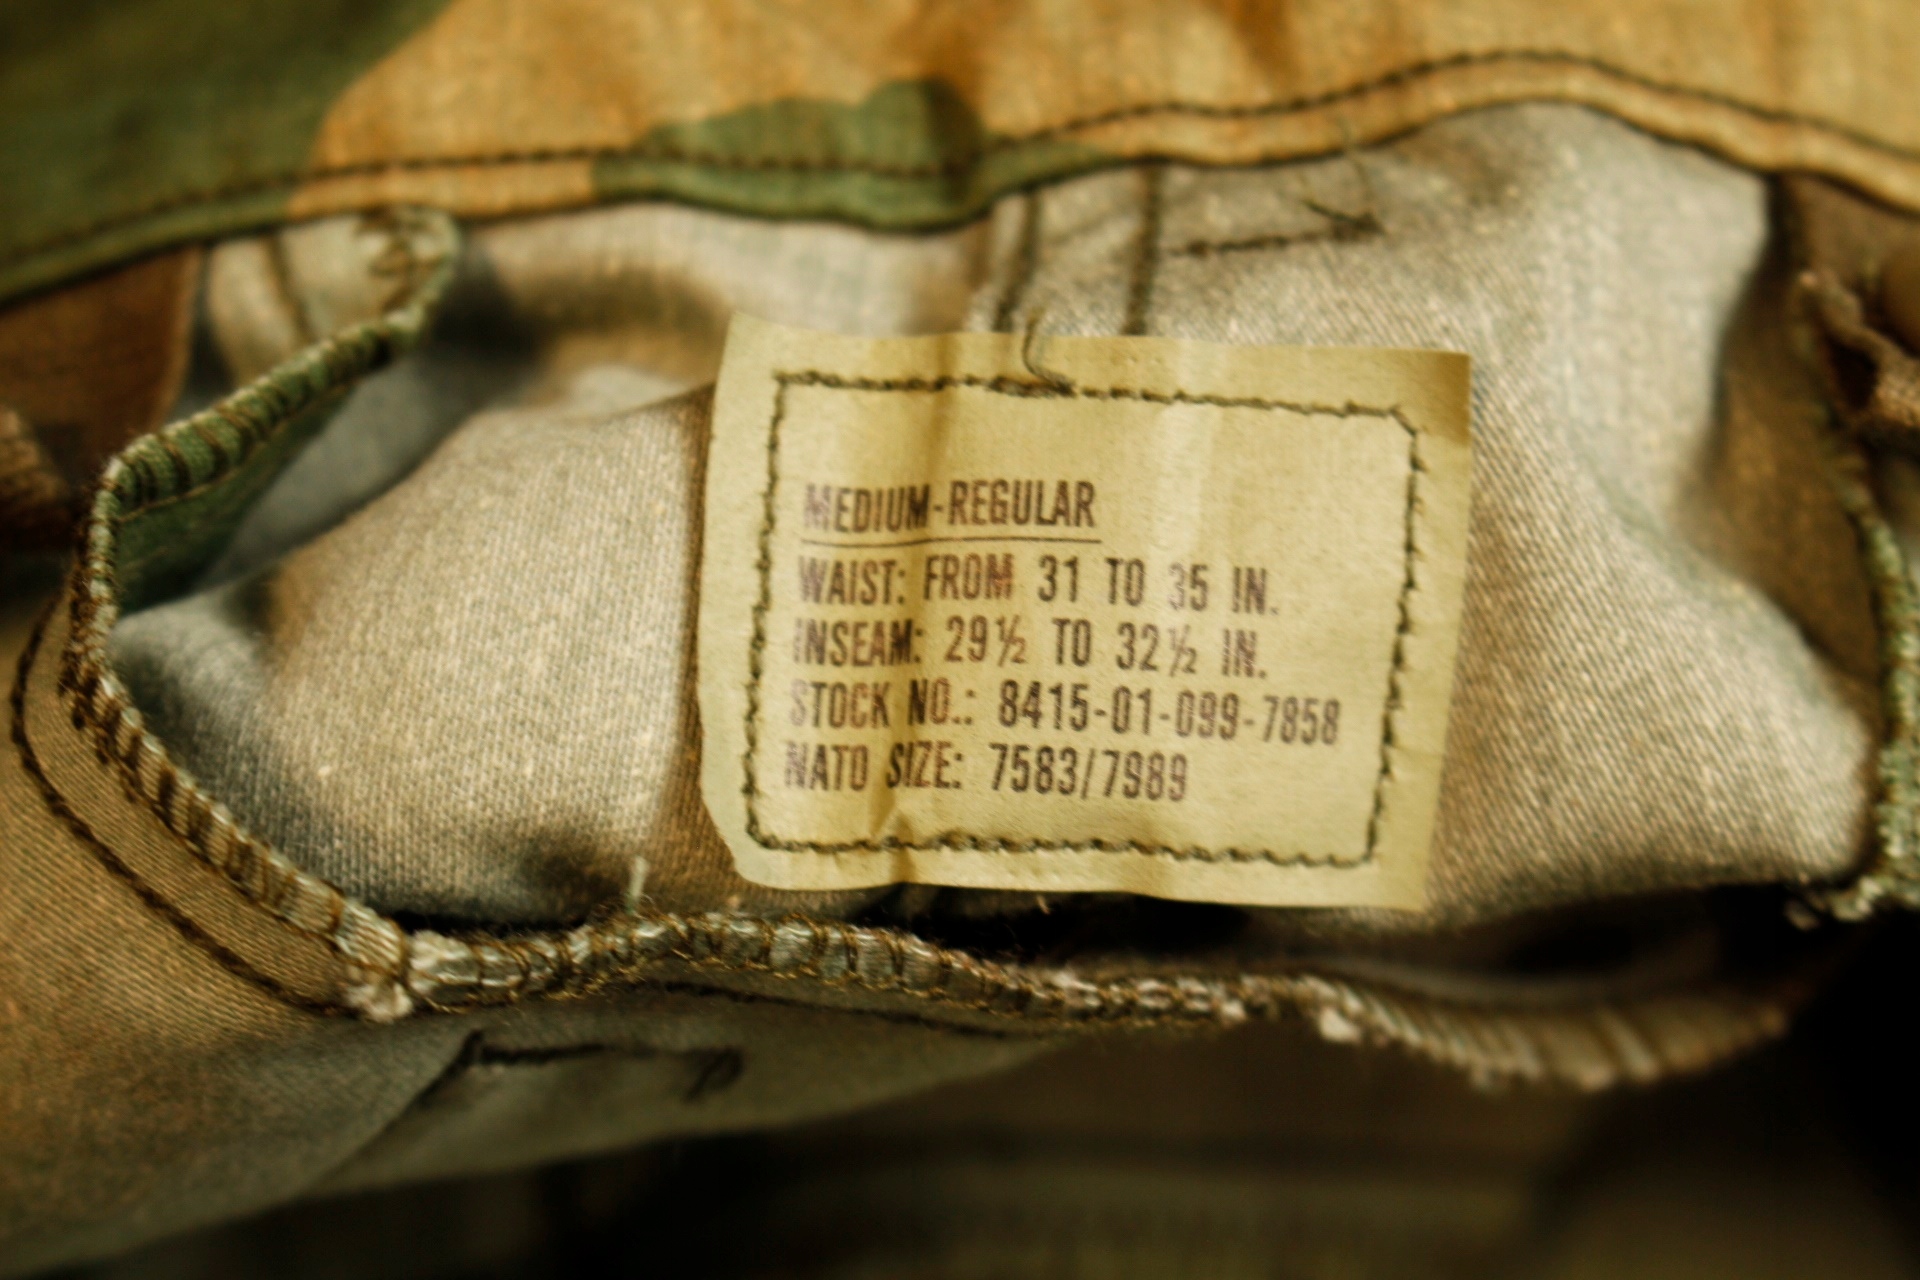 MEDIUM-REGULAR
WAIST: FROM 31 TO 35 IN.
INSEAM: 29½ TO 32½ IN.
STOCK NO.: 8415-01-099-7858
NATO SIZE: 7583/7989